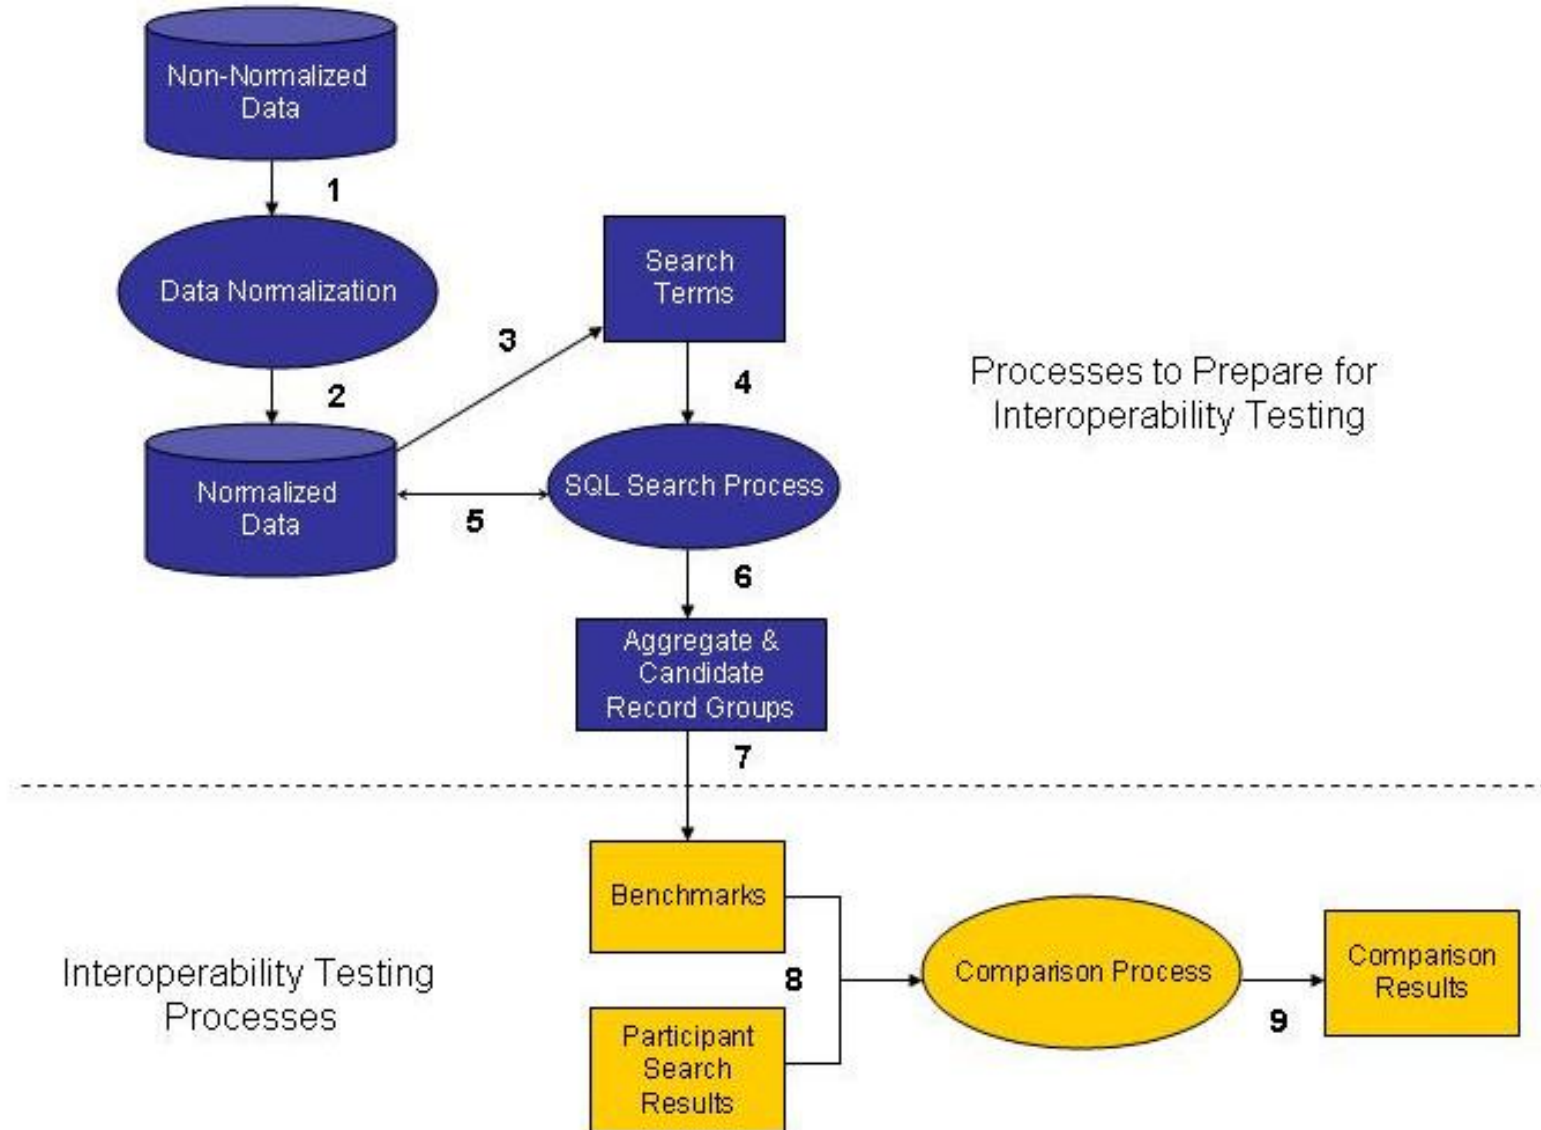 Non-Normalized
Data
1
Data Normalization
2
Normalized
Data
3
Search
Terms
4
SQL Search Process
5
6
Aggregate &
Candidate
Record Groups
7
Processes to Prepare for
Interoperability Testing
Interoperability Testing
Processes
Benchmarks
8
Participant
Search
Results
Comparison Process
9
Comparison
Results